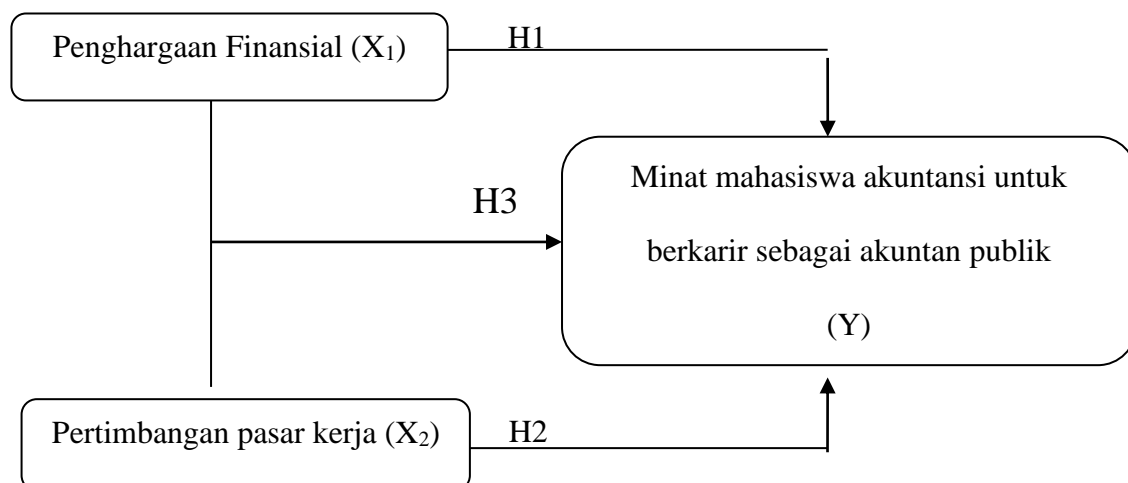 Penghargaan Finansial (X₁)
H1
Minat mahasiswa akuntansi untuk
H3
berkarir sebagai akuntan publik
(Y)
Pertimbangan pasar kerja (X₂)
H2